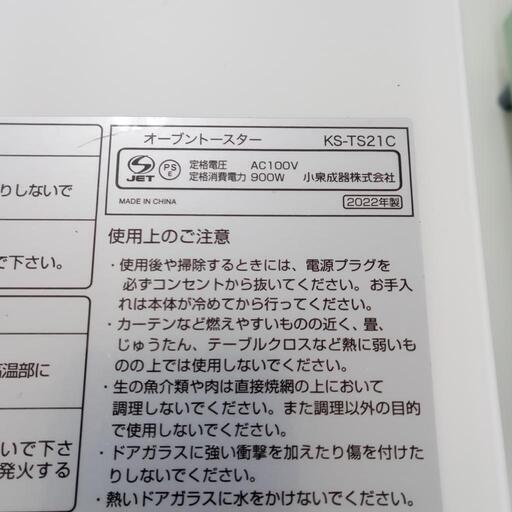 オーブントースター KS-TS21C
S JET
PS E
定格電圧 AC100V
定格消費電力 900W 小泉成器株式会社
MADE IN CHINA 2022年製
使用上のご注意
・使用後や掃除するときには、電源プラグを
必ずコンセントから抜いてください。お手入
れは本体が冷めてから行ってください。
・カーテンなど燃えやすいものの近く、畳、
じゅうたん、テーブルクロスなど熱に弱いも
のの上では使用しないでください。
・生の魚介類や肉は直接焼網の上において
調理しないでください。また調理以外の目的
で使用しないでください。
・ドアガラスに強い衝撃を加えたり傷を付けた
りしないでください。
・熱いドアガラスに水をかけないでください。
りしないで
で下さい。
温部に
いで下さ
発火する